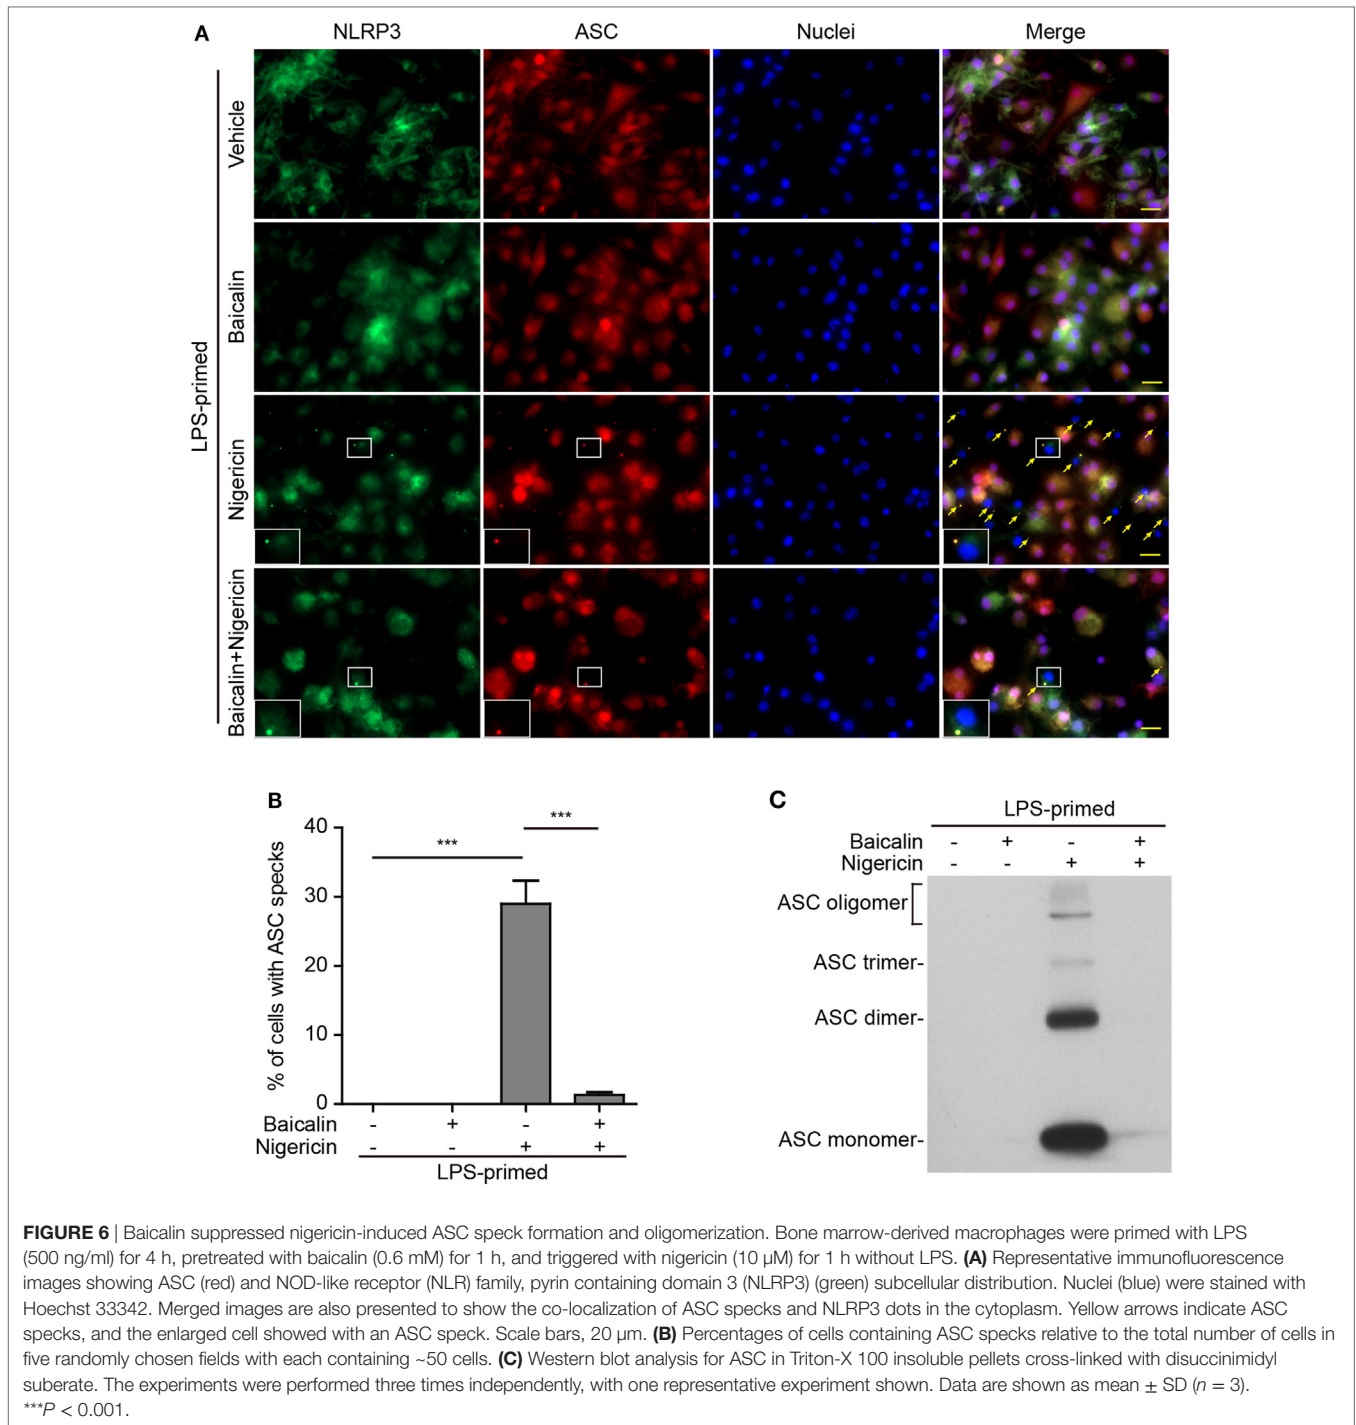 A
NLRP3
ASC
Nuclei
Merge
LPS-primed
Vehicle
Baicalin
Nigericin
Baicalin+Nigericin
B
% of cells with ASC specks
40
30
20
10
0
***
***
Baicalin - + - +
Nigericin - - + +
LPS-primed
C
LPS-primed
Baicalin - + - +
Nigericin - - + +
ASC oligomer
ASC trimer-
ASC dimer-
ASC monomer-
FIGURE 6 | Baicalin suppressed nigericin-induced ASC speck formation and oligomerization. Bone marrow-derived macrophages were primed with LPS
(500 ng/ml) for 4 h, pretreated with baicalin (0.6 mM) for 1 h, and triggered with nigericin (10 µM) for 1 h without LPS. (A) Representative immunofluorescence
images showing ASC (red) and NOD-like receptor (NLR) family, pyrin containing domain 3 (NLRP3) (green) subcellular distribution. Nuclei (blue) were stained with
Hoechst 33342. Merged images are also presented to show the co-localization of ASC specks and NLRP3 dots in the cytoplasm. Yellow arrows indicate ASC
specks, and the enlarged cell showed with an ASC speck. Scale bars, 20 µm. (B) Percentages of cells containing ASC specks relative to the total number of cells in
five randomly chosen fields with each containing ~50 cells. (C) Western blot analysis for ASC in Triton-X 100 insoluble pellets cross-linked with disuccinimidyl
suberate. The experiments were performed three times independently, with one representative experiment shown. Data are shown as mean ± SD (n = 3).
***P < 0.001.